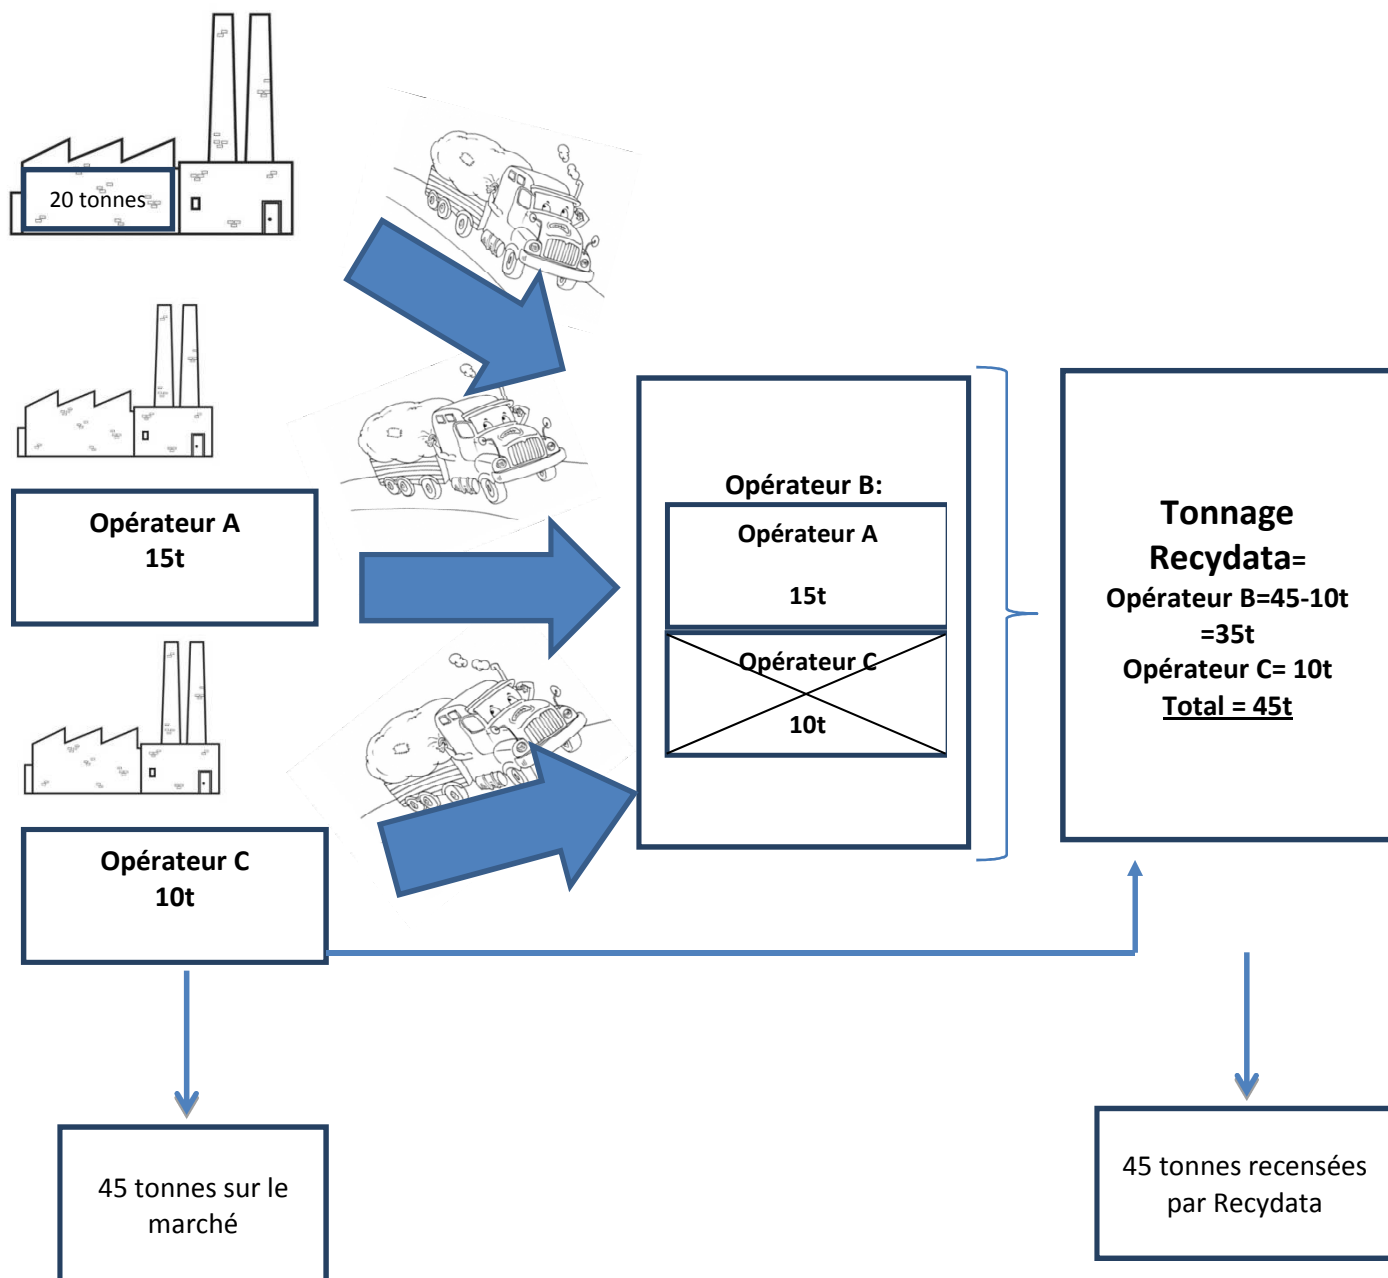 20 tonnes
Opérateur A
15t
Opérateur C
10t
45 tonnes sur le
marché
Opérateur B:
Opérateur A
15t
Opérateur C
10t
Tonnage
Recydata=
Opérateur B=45-10t
=35t
Opérateur C= 10t
Total = 45t
45 tonnes recensées
par Recydata